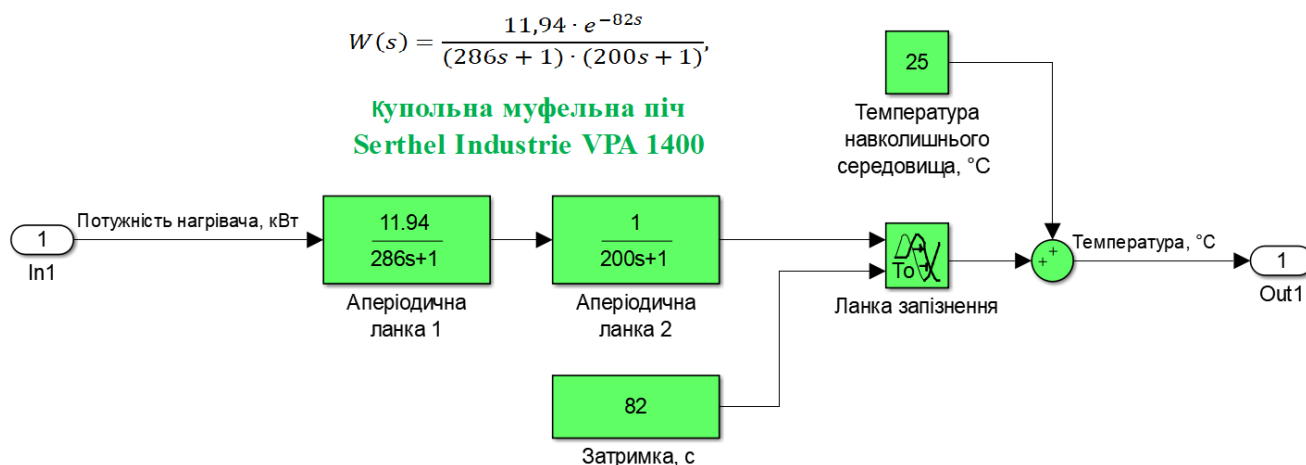 W(s) = 11,94 · e^{−82s} / (286s + 1) · (200s + 1),
Купольна муфельна піч
Serthel Industrie VPA 1400
25
Температура
навколишнього
середовища, °C
Потужність нагрівача, кВт
1
In1
11.94
286s+1
Аперіодична
ланка 1
1
200s+1
Аперіодична
ланка 2
To
Ланка запізнення
+
+
Температура, °C
1
Out1
82
Затримка, с